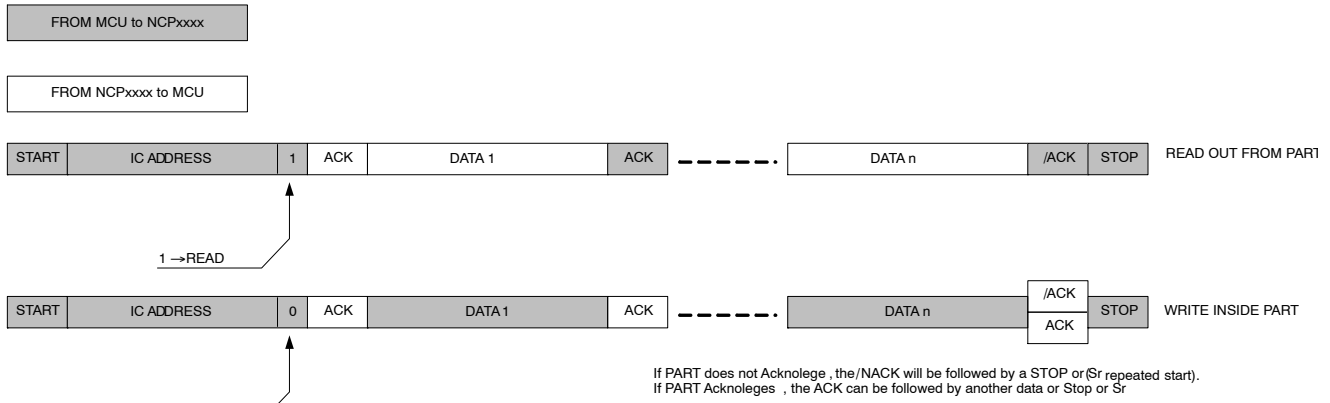 FROM MCU to NCPxxxx
FROM NCPxxxx to MCU
START IC ADDRESS 1 ACK DATA 1 ACK DATA n /ACK STOP READ OUT FROM PART
1 →READ
START IC ADDRESS 0 ACK DATA 1 ACK DATA n /ACK ACK STOP WRITE INSIDE PART
If PART does not Acknolege , the/NACK will be followed by a STOP or(Sr repeated start).
If PART Acknoleges , the ACK can be followed by another data or Stop or Sr